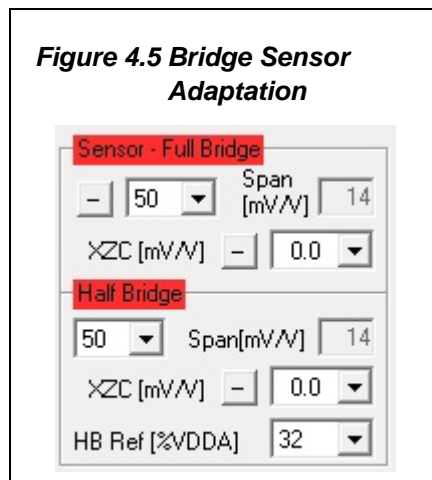 Figure 4.5 Bridge Sensor
Adaptation
Sensor - Full Bridge
- 50 Span [mV/V] 14
XZC [mV/V] - 0.0
Half Bridge
50 Span[mV/V] 14
XZC [mV/V] - 0.0
HB Ref [%VDDA] 32